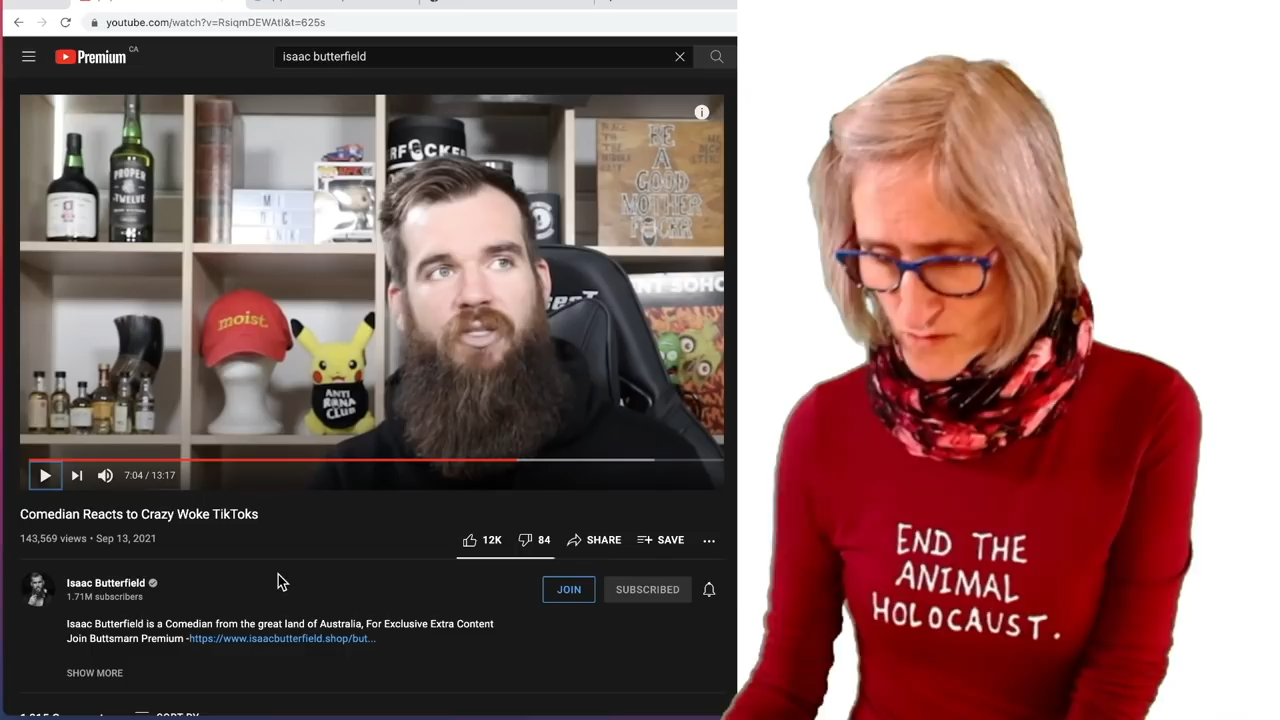 youtube.com/watch?v=RsiqmDEWAtI&t=625s
Premium CA
isaac butterfield
i
PROPER
TWELVE
BE
A
GOOD
MOTHER
moist.
ANTI
CLUB
7:04 / 13:17
Comedian Reacts to Crazy Woke TikToks
143,569 views • Sep 13, 2021
12K
84
SHARE
SAVE
Isaac Butterfield
1.71M subscribers
JOIN
SUBSCRIBED
Isaac Butterfield is a Comedian from the great land of Australia, For Exclusive Extra Content
Join Buttsmarn Premium -https://www.isaacbutterfield.shop/but...
SHOW MORE
END THE
ANIMAL
HOLOCAUST.